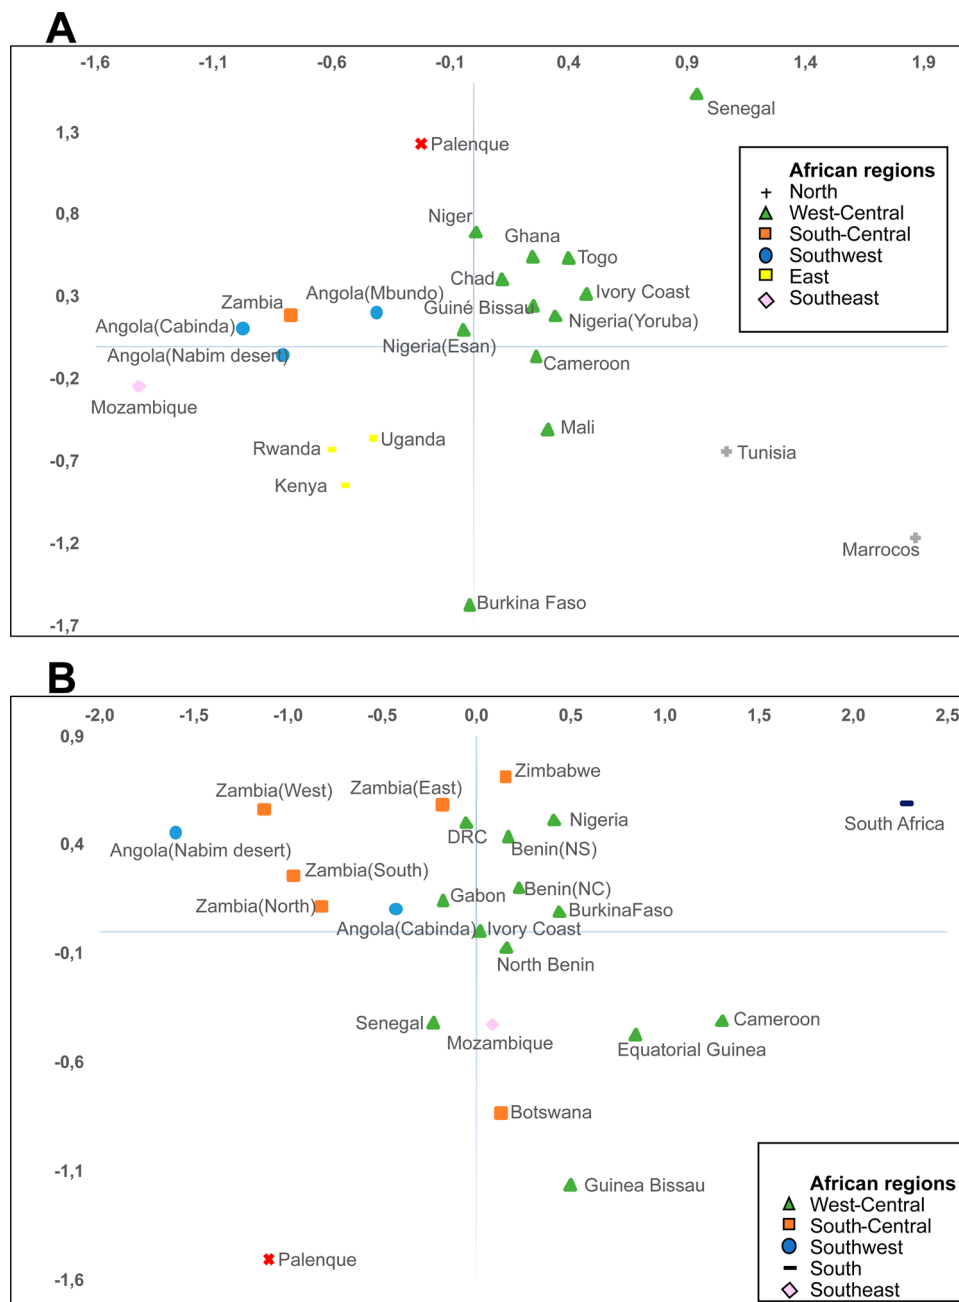 A
-1,6 -1,1 -0,6 -0,1 0,4 0,9 1,4 1,9
Senegal
1,3
Palenque
African regions
North
West-Central
South-Central
Southwest
East
Southeast
0,8
Niger
Ghana
Togo
Chad
Ivory Coast
0,3
Angola(Mbundo)
Zambia
Guiné Bissau
Nigeria(Yoruba)
Angola(Cabinda)
Nigeria(Esan)
Angola(Nabim desert)
Cameroon
-0,2
Mozambique
Mali
Uganda
Rwanda
Tunisia
-0,7
Kenya
-1,2
Marrocos
Burkina Faso
-1,7
B
-2,0 -1,5 -1,0 -0,5 0,0 0,5 1,0 1,5 2,0 2,5
0,9
Zimbabwe
Zambia(East)
Zambia(West)
Nigeria
South Africa
DRC
0,4
Benin(NS)
Angola(Nabim desert)
Zambia(South)
Benin(NC)
Gabon
Zambia(North)
BurkinaFaso
Angola(Cabinda)
Ivory Coast
-0,1
North Benin
Senegal
Cameroon
Mozambique
Equatorial Guinea
-0,6
Botswana
-1,1
Guinea Bissau
African regions
West-Central
South-Central
Southwest
South
Southeast
Palenque
-1,6